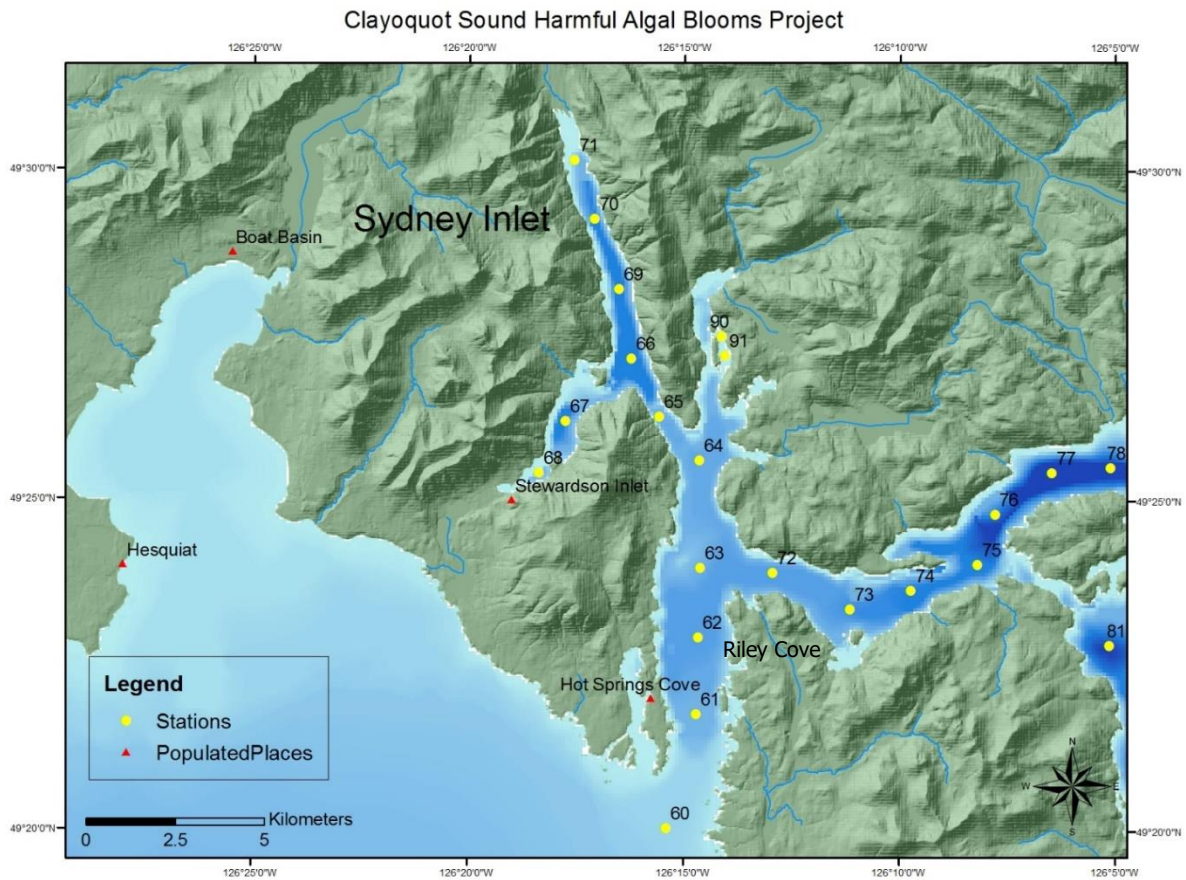 Clayoquot Sound Harmful Algal Blooms Project
126°25'0"W 126°20'0"W 126°15'0"W 126°10'0"W 126°5'0"W
49°30'0"N
71
49°30'0"N
70
Sydney Inlet
Boat Basin
69
90
91
66
67
65
64
68
77
78
Stewardson Inlet
49°25'0"N
49°25'0"N
76
Hesquiat
63
72
75
74
73
62
Riley Cove
81
Legend
Stations
PopulatedPlaces
Hot Springs Cove
61
60
N
W
E
S
Kilometers
0 2.5 5
49°20'0"N
49°20'0"N
126°25'0"W 126°20'0"W 126°15'0"W 126°10'0"W 126°5'0"W